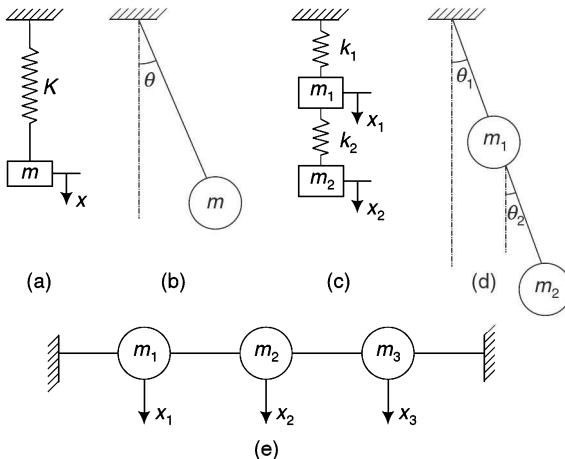 K
m
x
(a)
θ
m
(b)
k₁
m₁
x₁
k₂
m₂
x₂
(c)
θ₁
m₁
θ₂
m₂
(d)
m₁ m₂ m₃
x₁ x₂ x₃
(e)